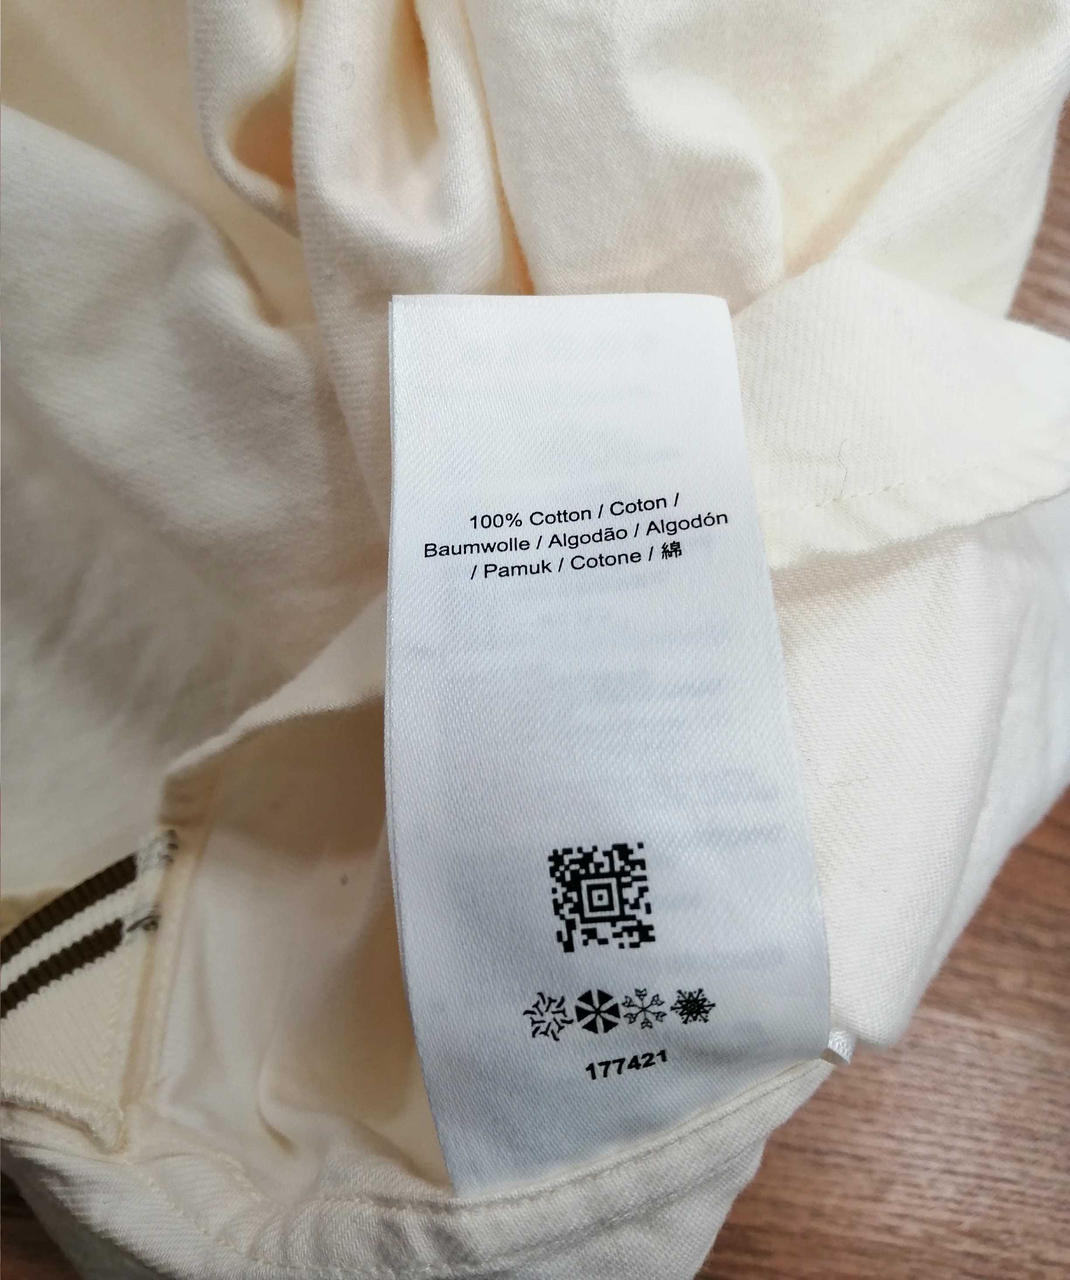 100% Cotton / Coton /
Baumwolle / Algodão / Algodón
/ Pamuk / Cotone / 綿
177421